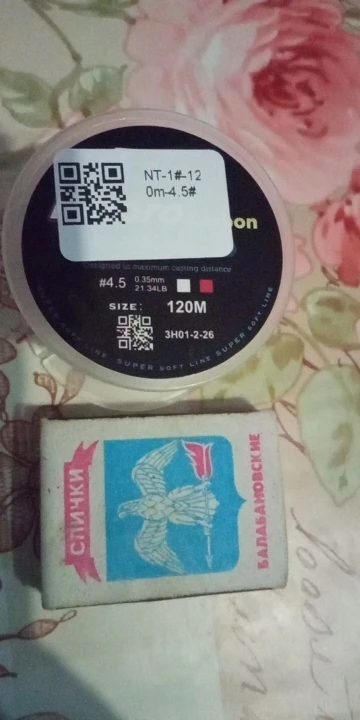 NT-1#-12
0m-4.5#
Designed to maximum casting distance
#4.5 0.35mm
21.34LB
SIZE: 120M
3H01-2-26
LINE SUPER SOFT LINE SUPER SOFT LINE
СПИЧКИ
БАЛАБАНОВСКИЕ